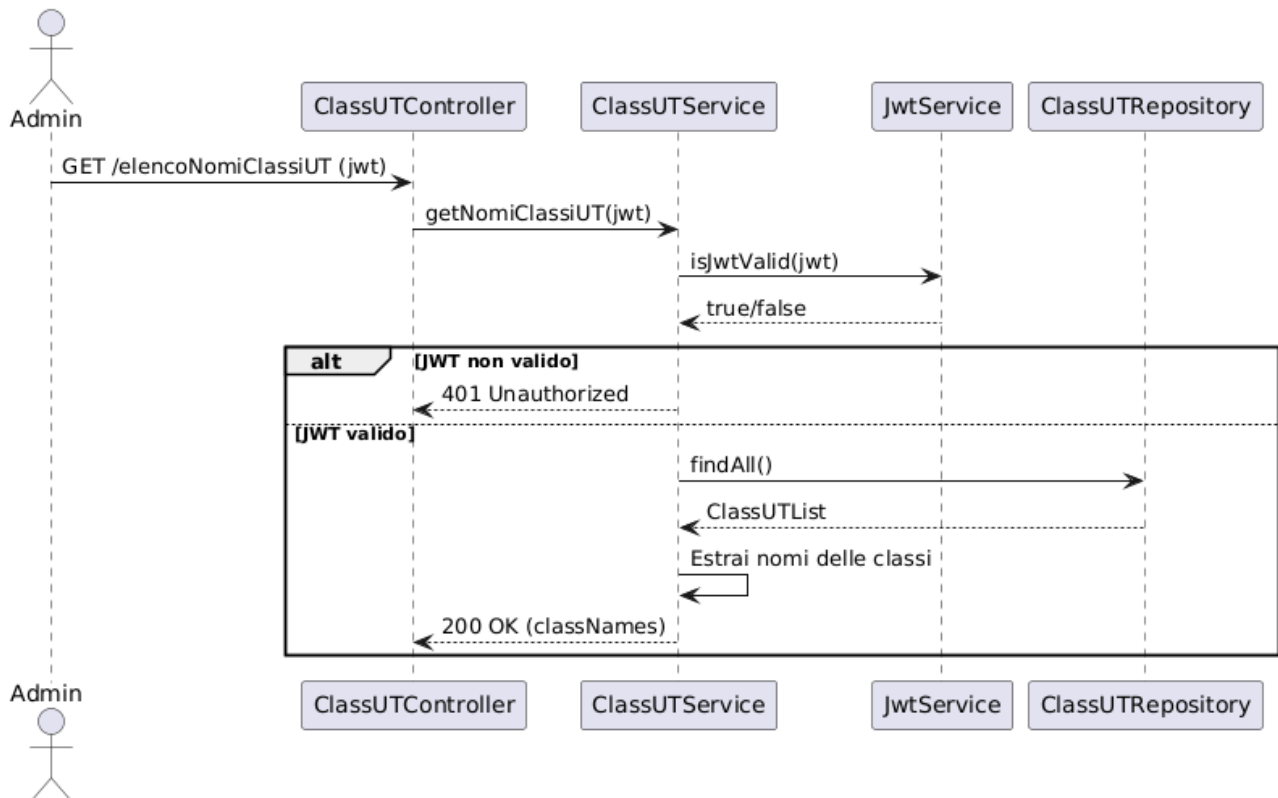 Admin
ClassUTController
ClassUTService
JwtService
ClassUTRepository
GET /elencoNomiClassiUT (jwt)
getNomiClassiUT(jwt)
isJwtValid(jwt)
true/false
alt
[JWT non valido]
401 Unauthorized
[JWT valido]
findAll()
ClassUTList
Estrai nomi delle classi
200 OK (classNames)
Admin
ClassUTController
ClassUTService
JwtService
ClassUTRepository